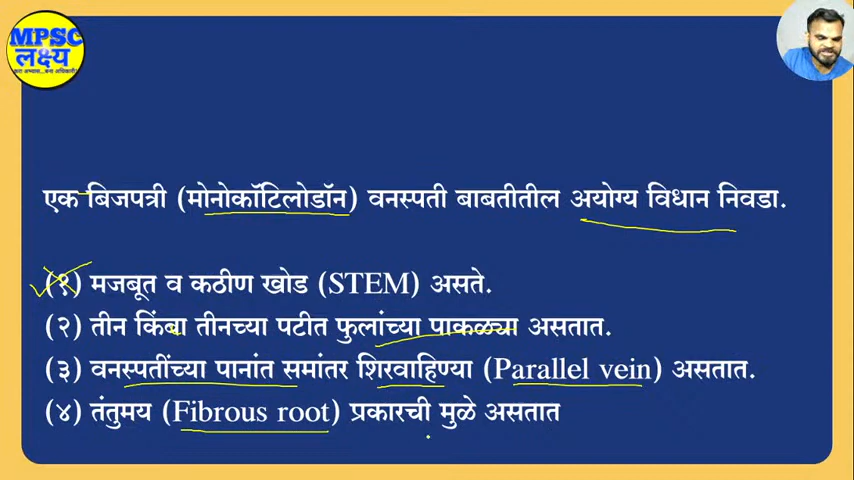 MPSC
लक्ष्य
एक बिजपत्री (मोनोकॉटिलोडॉन) वनस्पती बाबतीतील अयोग्य विधान निवडा.
(१) मजबूत व कठीण खोड (STEM) असते.
(२) तीन किंवा तीनच्या पटीत फुलांच्या पाकळ्या असतात.
(३) वनस्पतींच्या पानांत समांतर शिरवाहिण्या (Parallel vein) असतात.
(४) तंतुमय (Fibrous root) प्रकारची मुळे असतात